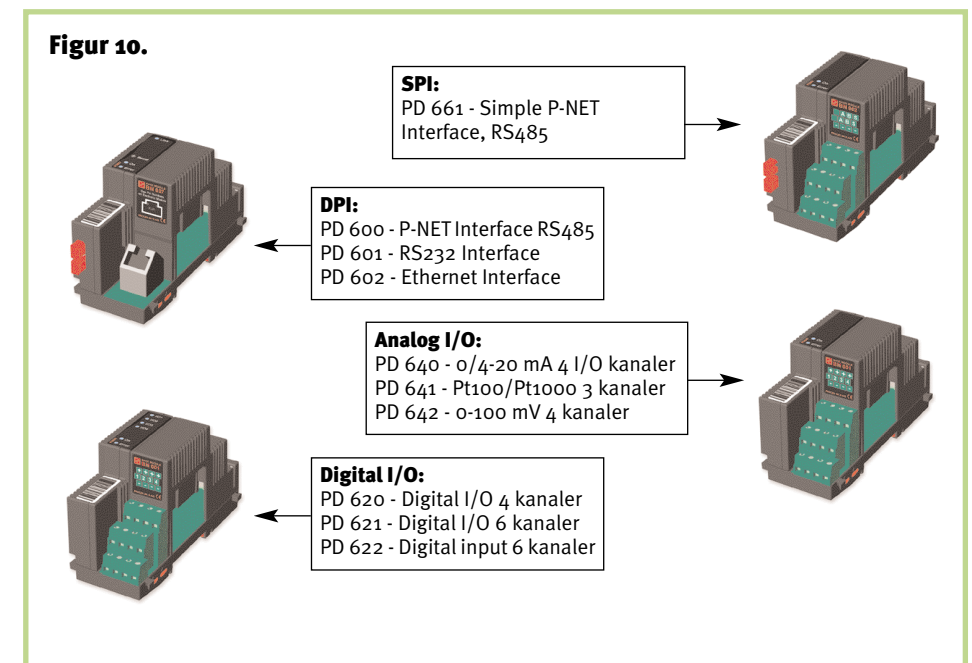 Figur 10.
SPI:
PD 661 - Simple P-NET
Interface, RS485
DPI:
PD 600 - P-NET Interface RS485
PD 601 - RS232 Interface
PD 602 - Ethernet Interface
Analog I/O:
PD 640 - 0/4-20 mA 4 I/O kanaler
PD 641 - Pt100/Pt1000 3 kanaler
PD 642 - 0-100 mV 4 kanaler
Digital I/O:
PD 620 - Digital I/O 4 kanaler
PD 621 - Digital I/O 6 kanaler
PD 622 - Digital input 6 kanaler